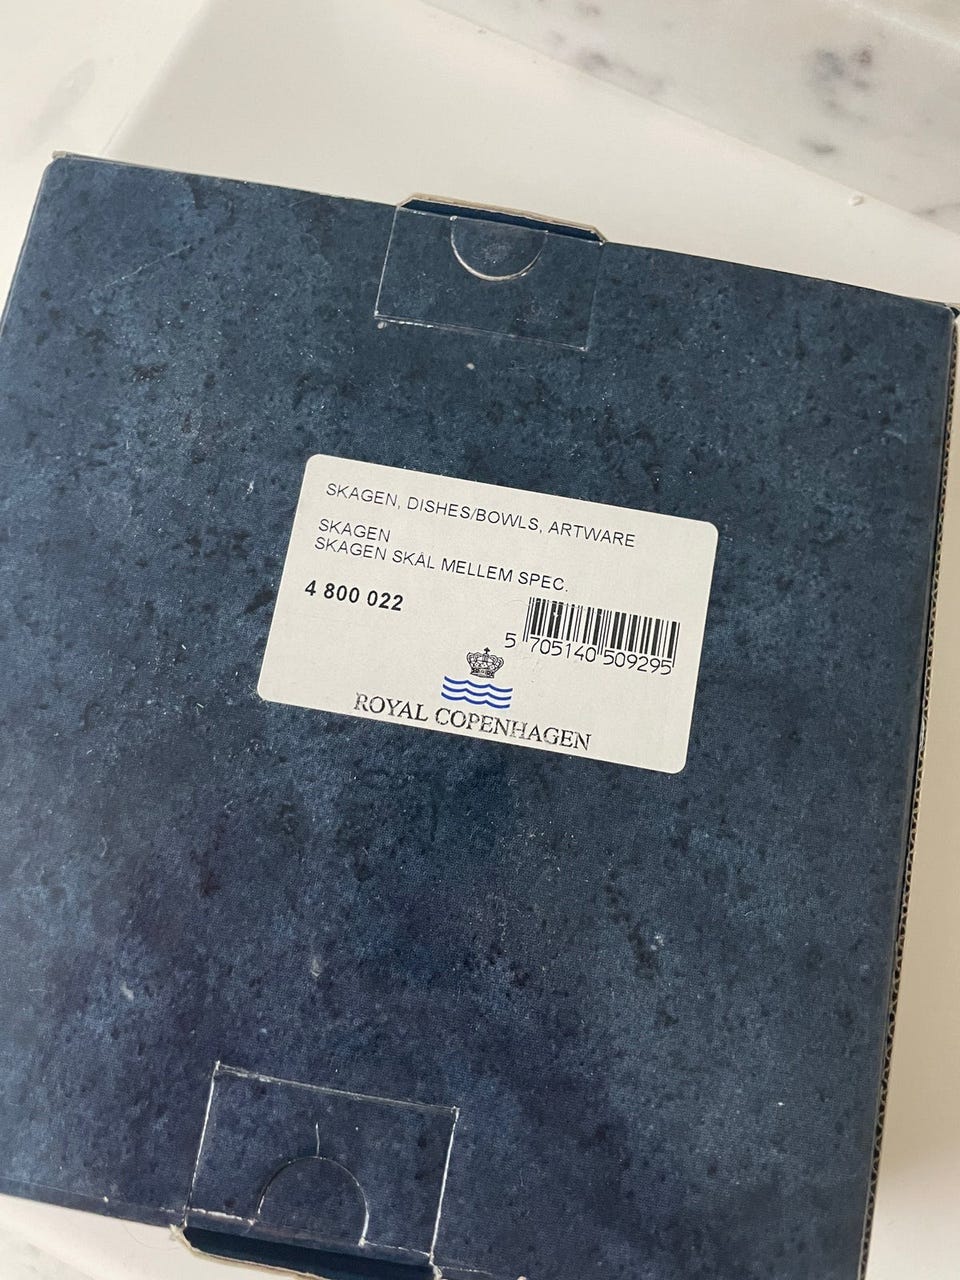 SKAGEN, DISHES/BOWLS, ARTWARE
SKAGEN
SKAGEN SKÅL MELLEM SPEC.
4 800 022
5 705140 509295
ROYAL COPENHAGEN